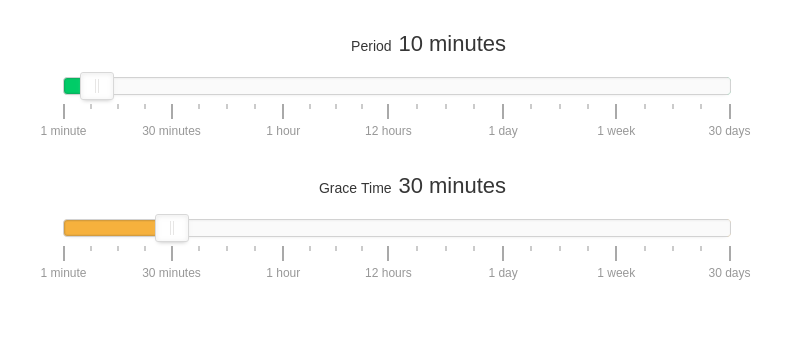 Period 10 minutes
1 minute 30 minutes 1 hour 12 hours 1 day 1 week 30 days
Grace Time 30 minutes
1 minute 30 minutes 1 hour 12 hours 1 day 1 week 30 days